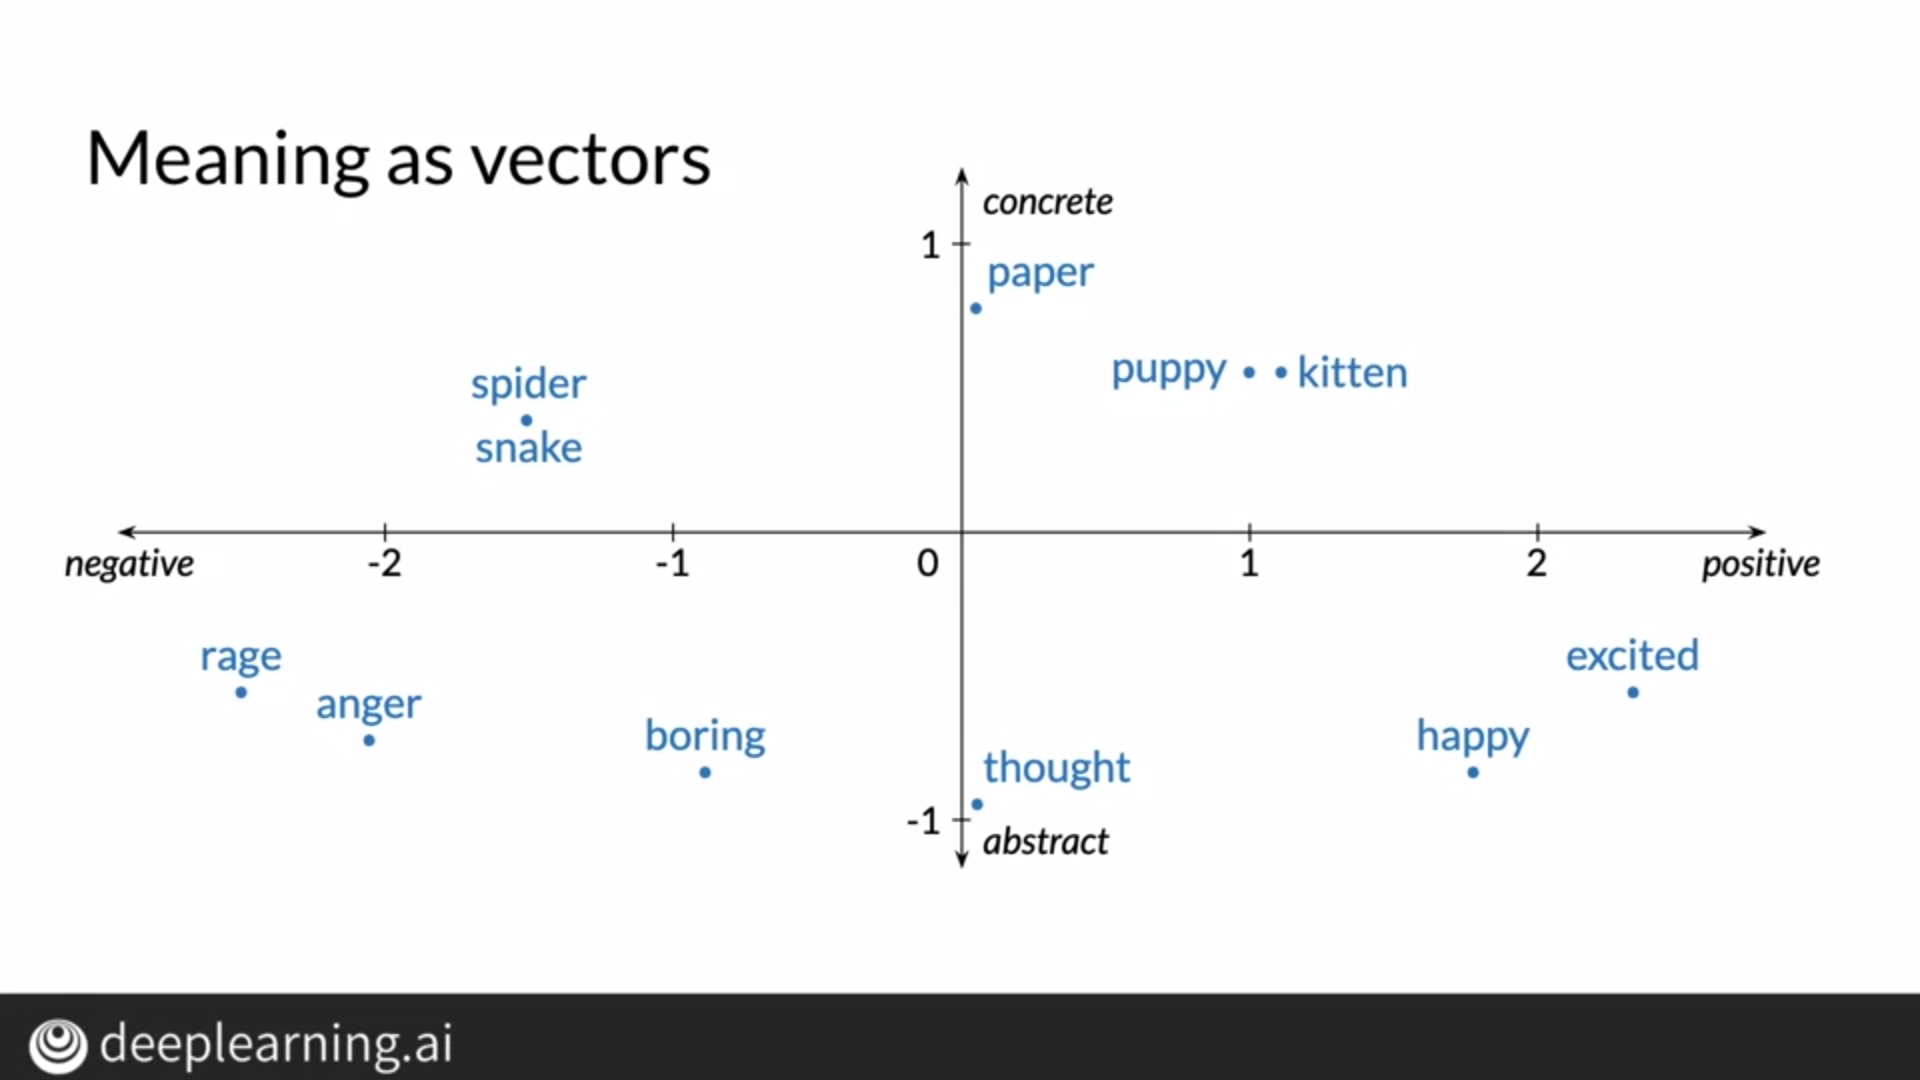 Meaning as vectors
concrete
1
paper
puppy
kitten
spider
snake
negative
-2
-1
0
1
2
positive
rage
anger
boring
thought
happy
excited
-1
abstract
deeplearning.ai